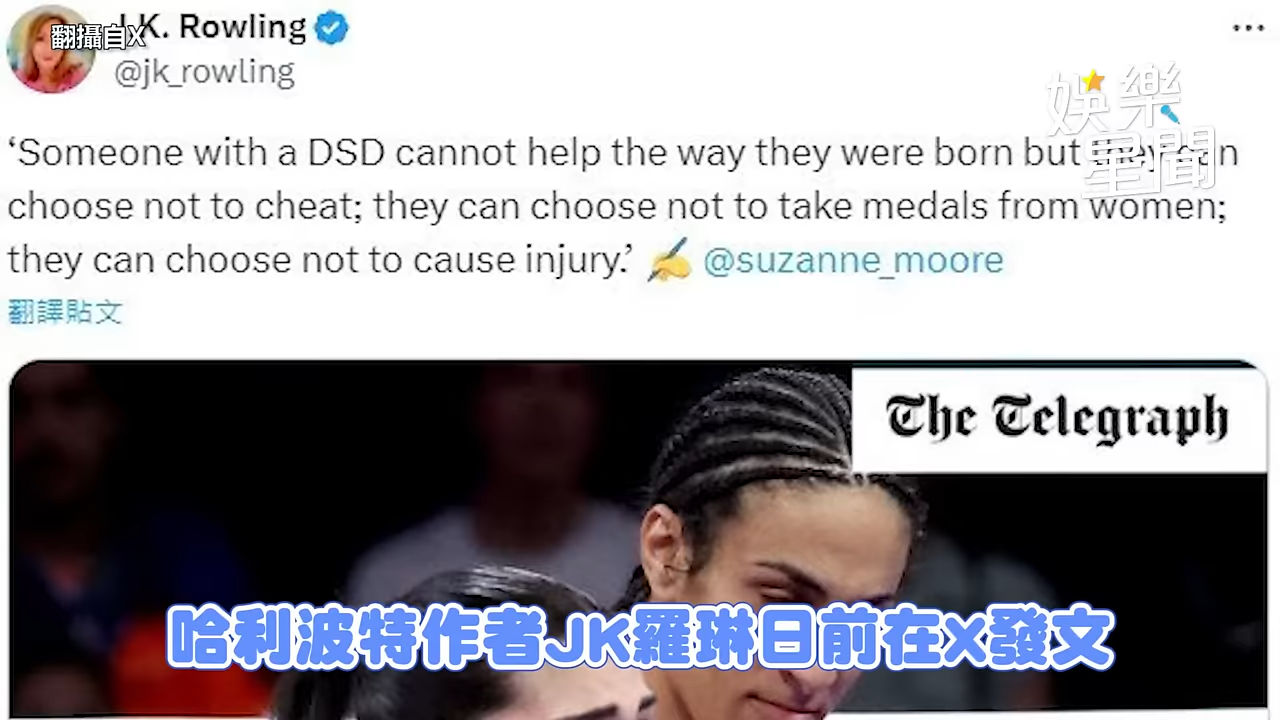 翻攝自X
J.K. Rowling
@jk_rowling
娛樂
星聞
‘Someone with a DSD cannot help the way they were born but they can
choose not to cheat; they can choose not to take medals from women;
they can choose not to cause injury.’ ✍️ @suzanne_moore
翻譯貼文
The Telegraph
哈利波特作者JK羅琳日前在X發文